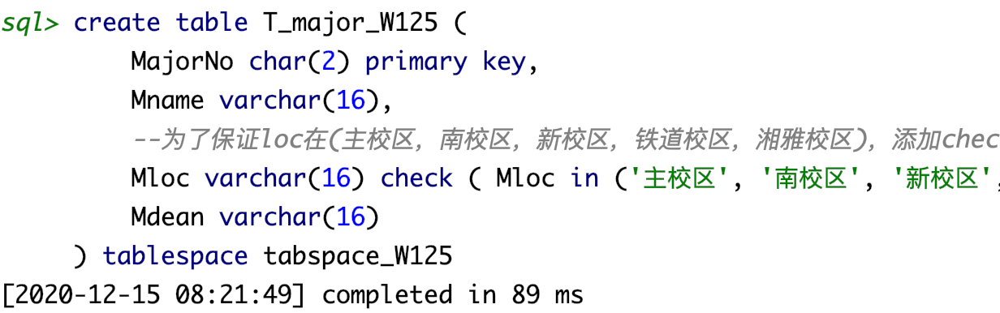 sql> create table T_major_W125 (
MajorNo char(2) primary key,
Mname varchar(16),
--为了保证loc在(主校区，南校区，新校区，铁道校区，湘雅校区)，添加chec
Mloc varchar(16) check ( Mloc in ('主校区', '南校区', '新校区',
Mdean varchar(16)
) tablespace tabspace_W125
[2020-12-15 08:21:49] completed in 89 ms